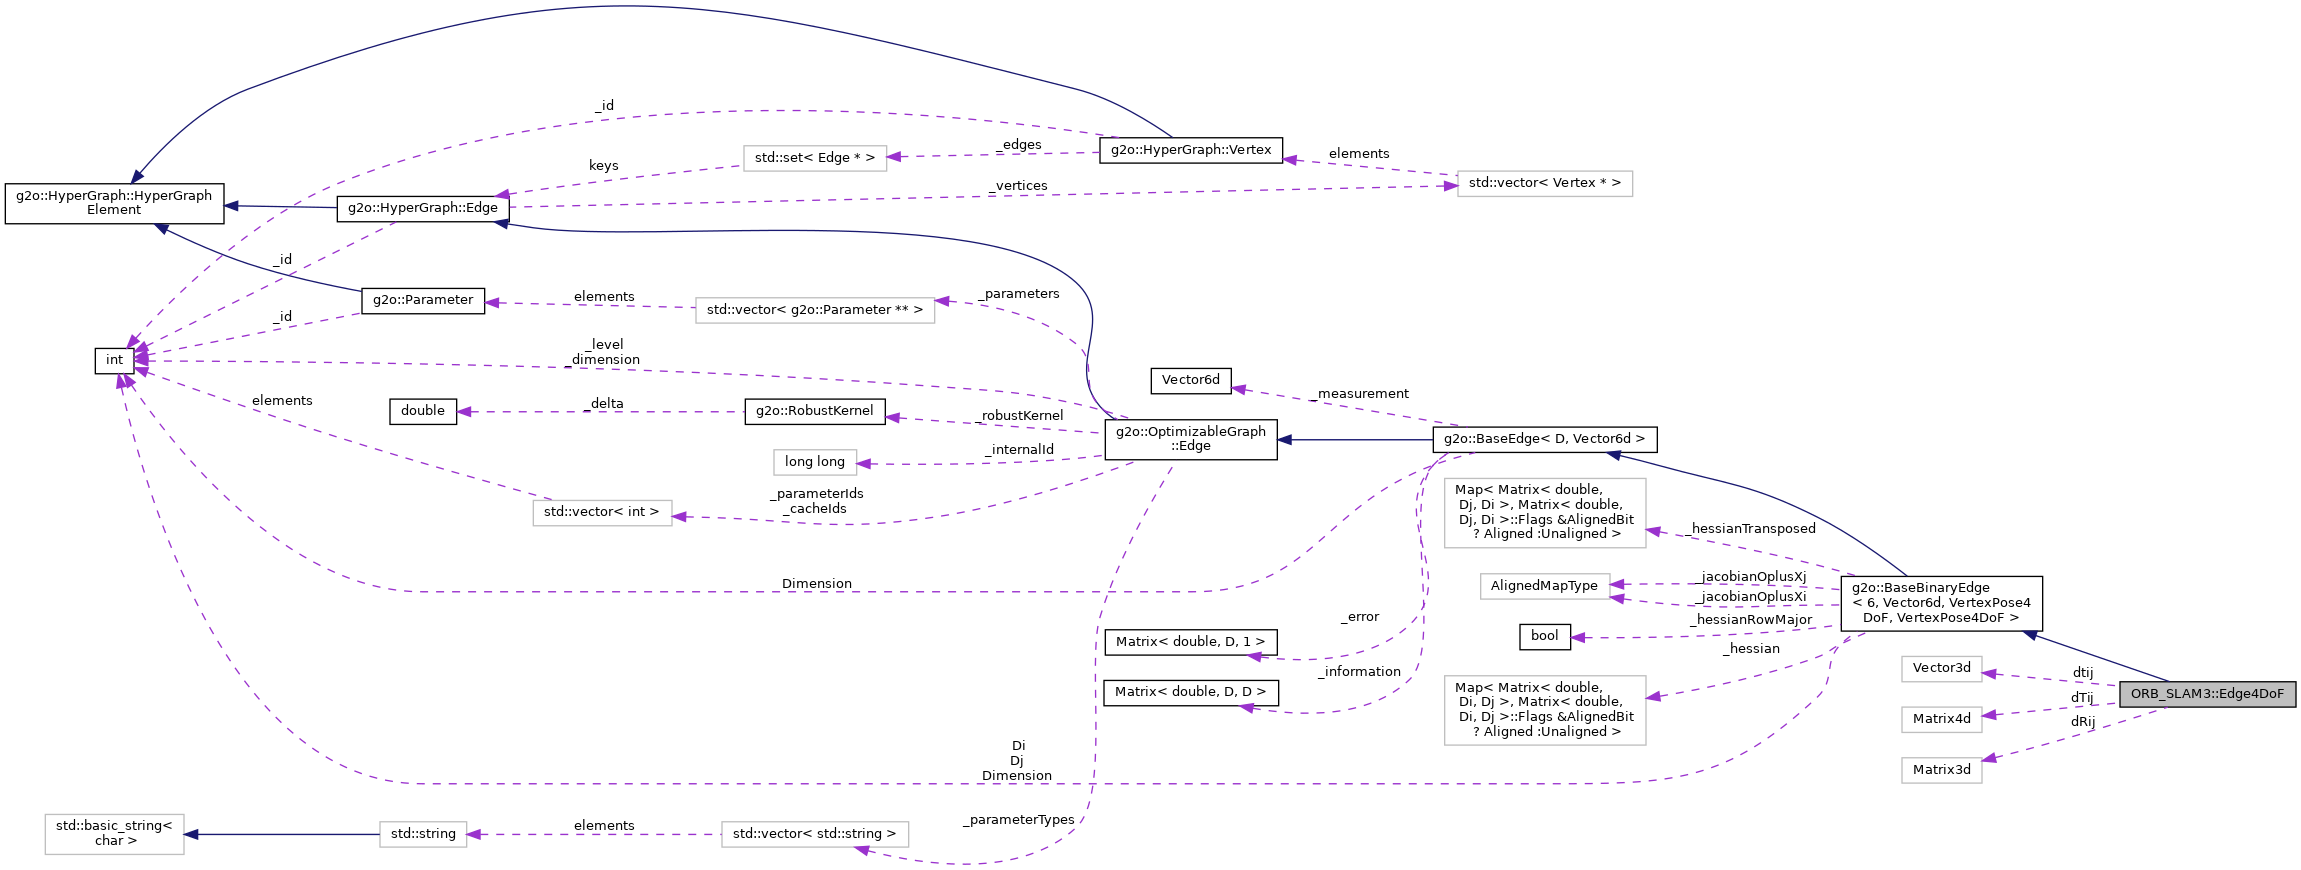 _id
_edges
g2o::HyperGraph::Vertex
elements
std::set< Edge * >
keys
_vertices
std::vector< Vertex * >
g2o::HyperGraph::HyperGraph
Element
g2o::HyperGraph::Edge
_id
g2o::Parameter
elements
std::vector< g2o::Parameter ** >
_parameters
_id
int
_level
_dimension
Vector6d
_measurement
elements
double
_delta
g2o::RobustKernel
_robustKernel
g2o::OptimizableGraph
::Edge
g2o::BaseEdge< D, Vector6d >
long long
_internalId
_parameterIds
_cacheIds
std::vector< int >
Map< Matrix< double,
Dj, Di >, Matrix< double,
Dj, Di >::Flags &AlignedBit
? Aligned :Unaligned >
_hessianTransposed
Dimension
AlignedMapType
_jacobianOplusXj
_jacobianOplusXi
g2o::BaseBinaryEdge
< 6, Vector6d, VertexPose4
DoF, VertexPose4DoF >
_error
Matrix< double, D, 1 >
bool
_hessianRowMajor
_hessian
_information
Matrix< double, D, D >
Map< Matrix< double,
Di, Dj >, Matrix< double,
Di, Dj >::Flags &AlignedBit
? Aligned :Unaligned >
Vector3d
dtij
ORB_SLAM3::Edge4DoF
Matrix4d
dTij
dRij
Matrix3d
Di
Dj
Dimension
std::basic_string<
char >
std::string
elements
std::vector< std::string >
_parameterTypes